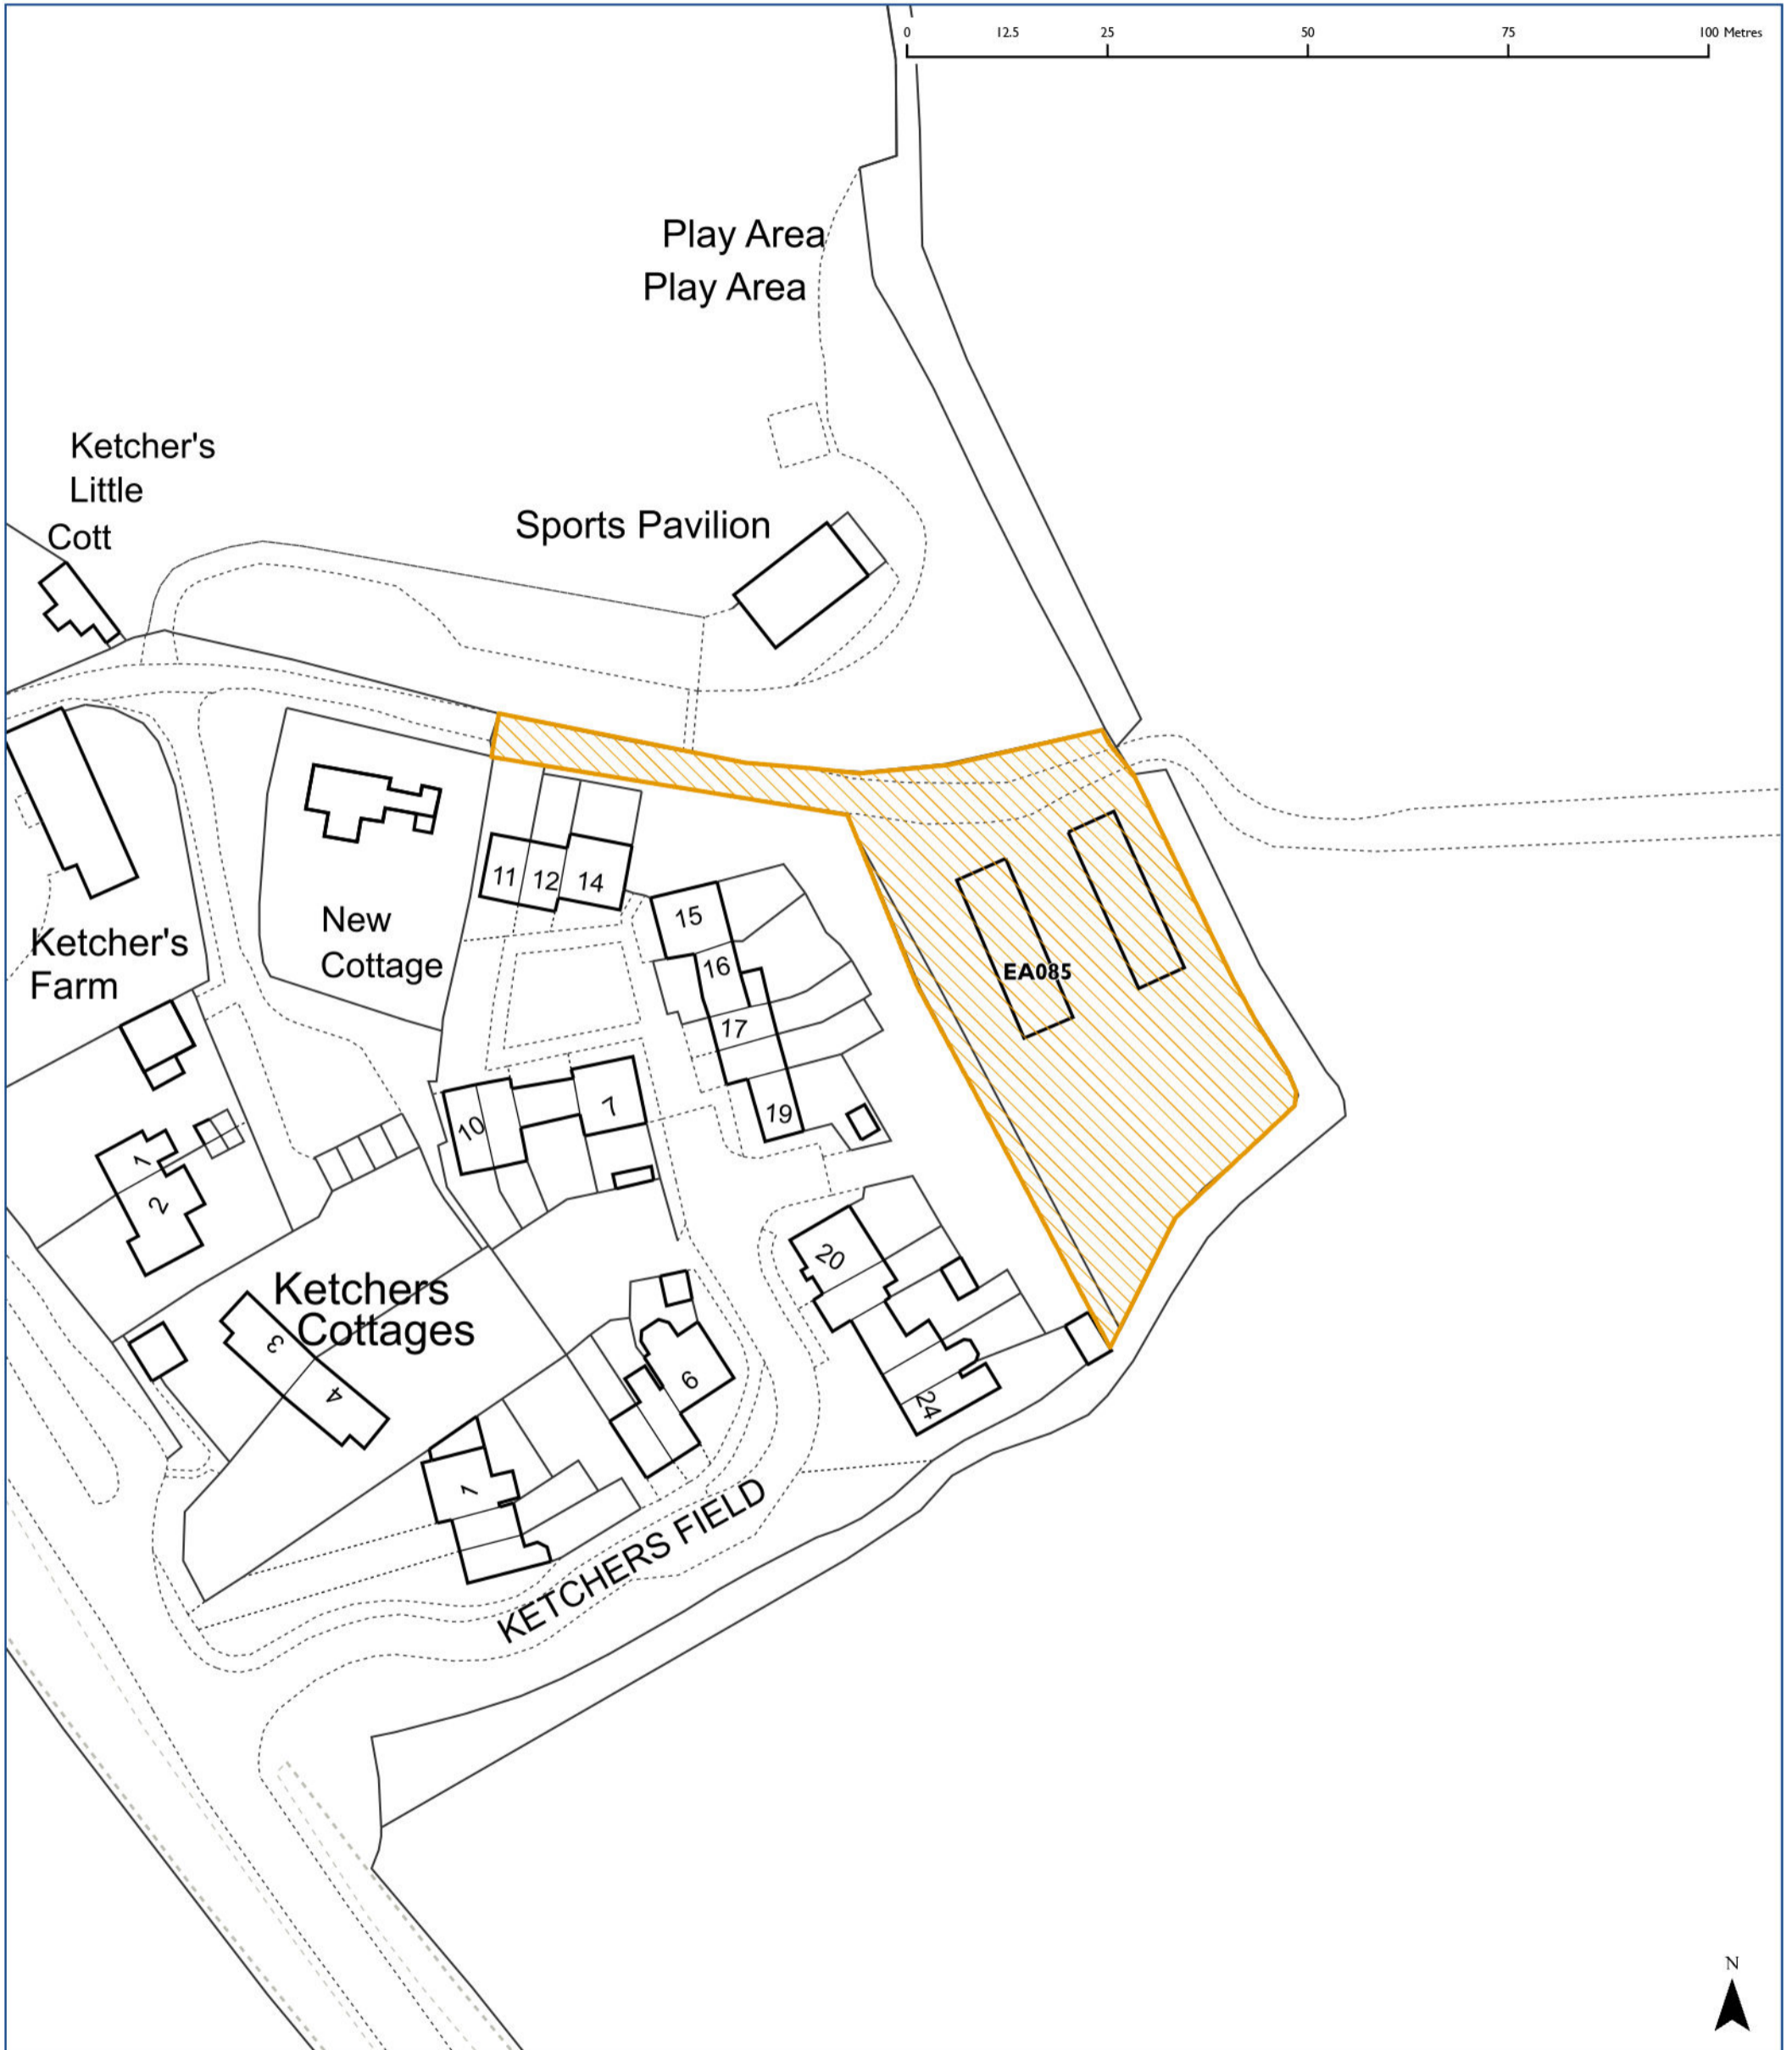 0 12.5 25 50 75 100 Metres
Play Area
Play Area
Ketcher's
Little
Cott
Sports Pavilion
11 12 14
15
New
Cottage
Ketcher's
Farm
16
EA085
17
10
7
19
1
2
20
Ketchers
Cottages
3
4
6
24
1
KETCHERS FIELD
N